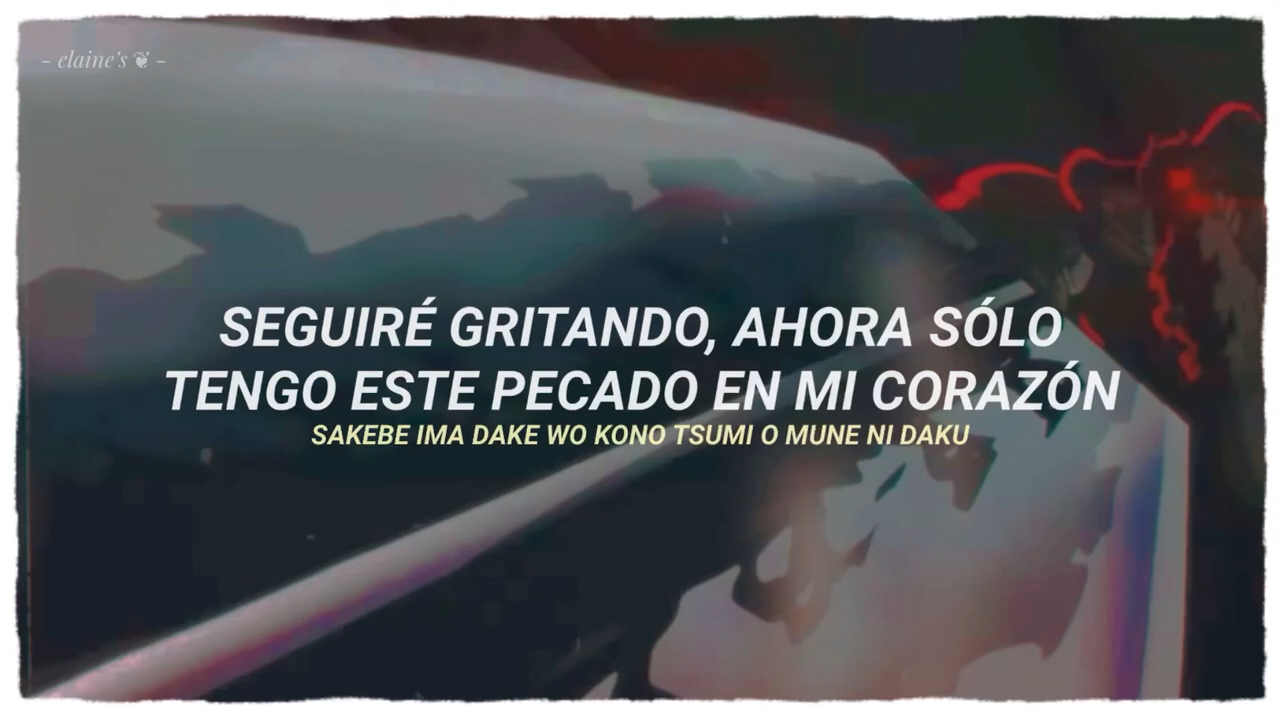 – elaine's ❦ –
SEGUIRÉ GRITANDO, AHORA SÓLO
TENGO ESTE PECADO EN MI CORAZÓN
SAKEBE IMA DAKE WO KONO TSUMI O MUNE NI DAKU